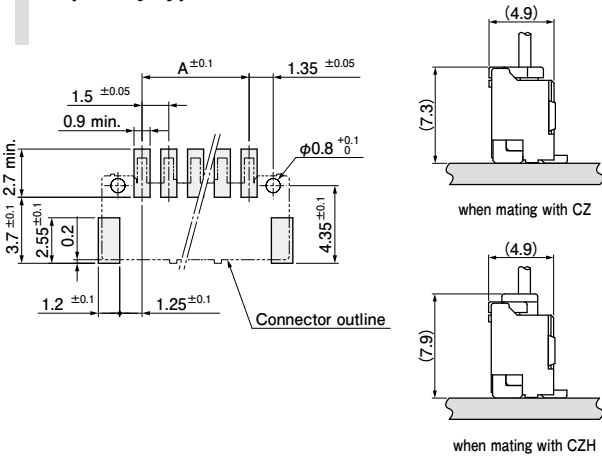 (4.9)
A ±0.1
1.35 ±0.05
1.5 ±0.05
0.9 min.
(7.3)
φ0.8 +0.1 0
2.7 min.
when mating with CZ
3.7 ±0.1
2.55 ±0.1
0.2
4.35 ±0.1
(4.9)
1.2 ±0.1
1.25 ±0.1
Connector outline
(7.9)
when mating with CZH